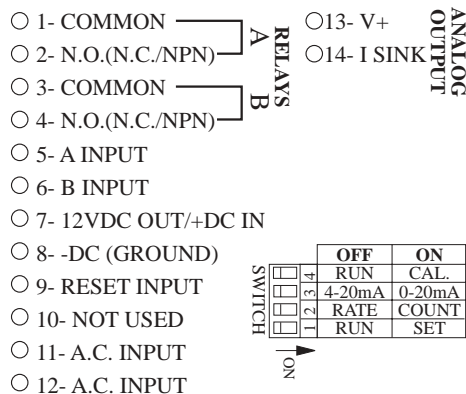 1- COMMON
2- N.O.(N.C./NPN)
3- COMMON
4- N.O.(N.C./NPN)
5- A INPUT
6- B INPUT
7- 12VDC OUT/+DC IN
8- -DC (GROUND)
9- RESET INPUT
10- NOT USED
11- A.C. INPUT
12- A.C. INPUT
A
B
RELAYS
13- V+
14- I SINK
ANALOG
OUTPUT
SWITCH
OFF ON
4 RUN CAL.
3 4-20mA 0-20mA
2 RATE COUNT
1 RUN SET
ON